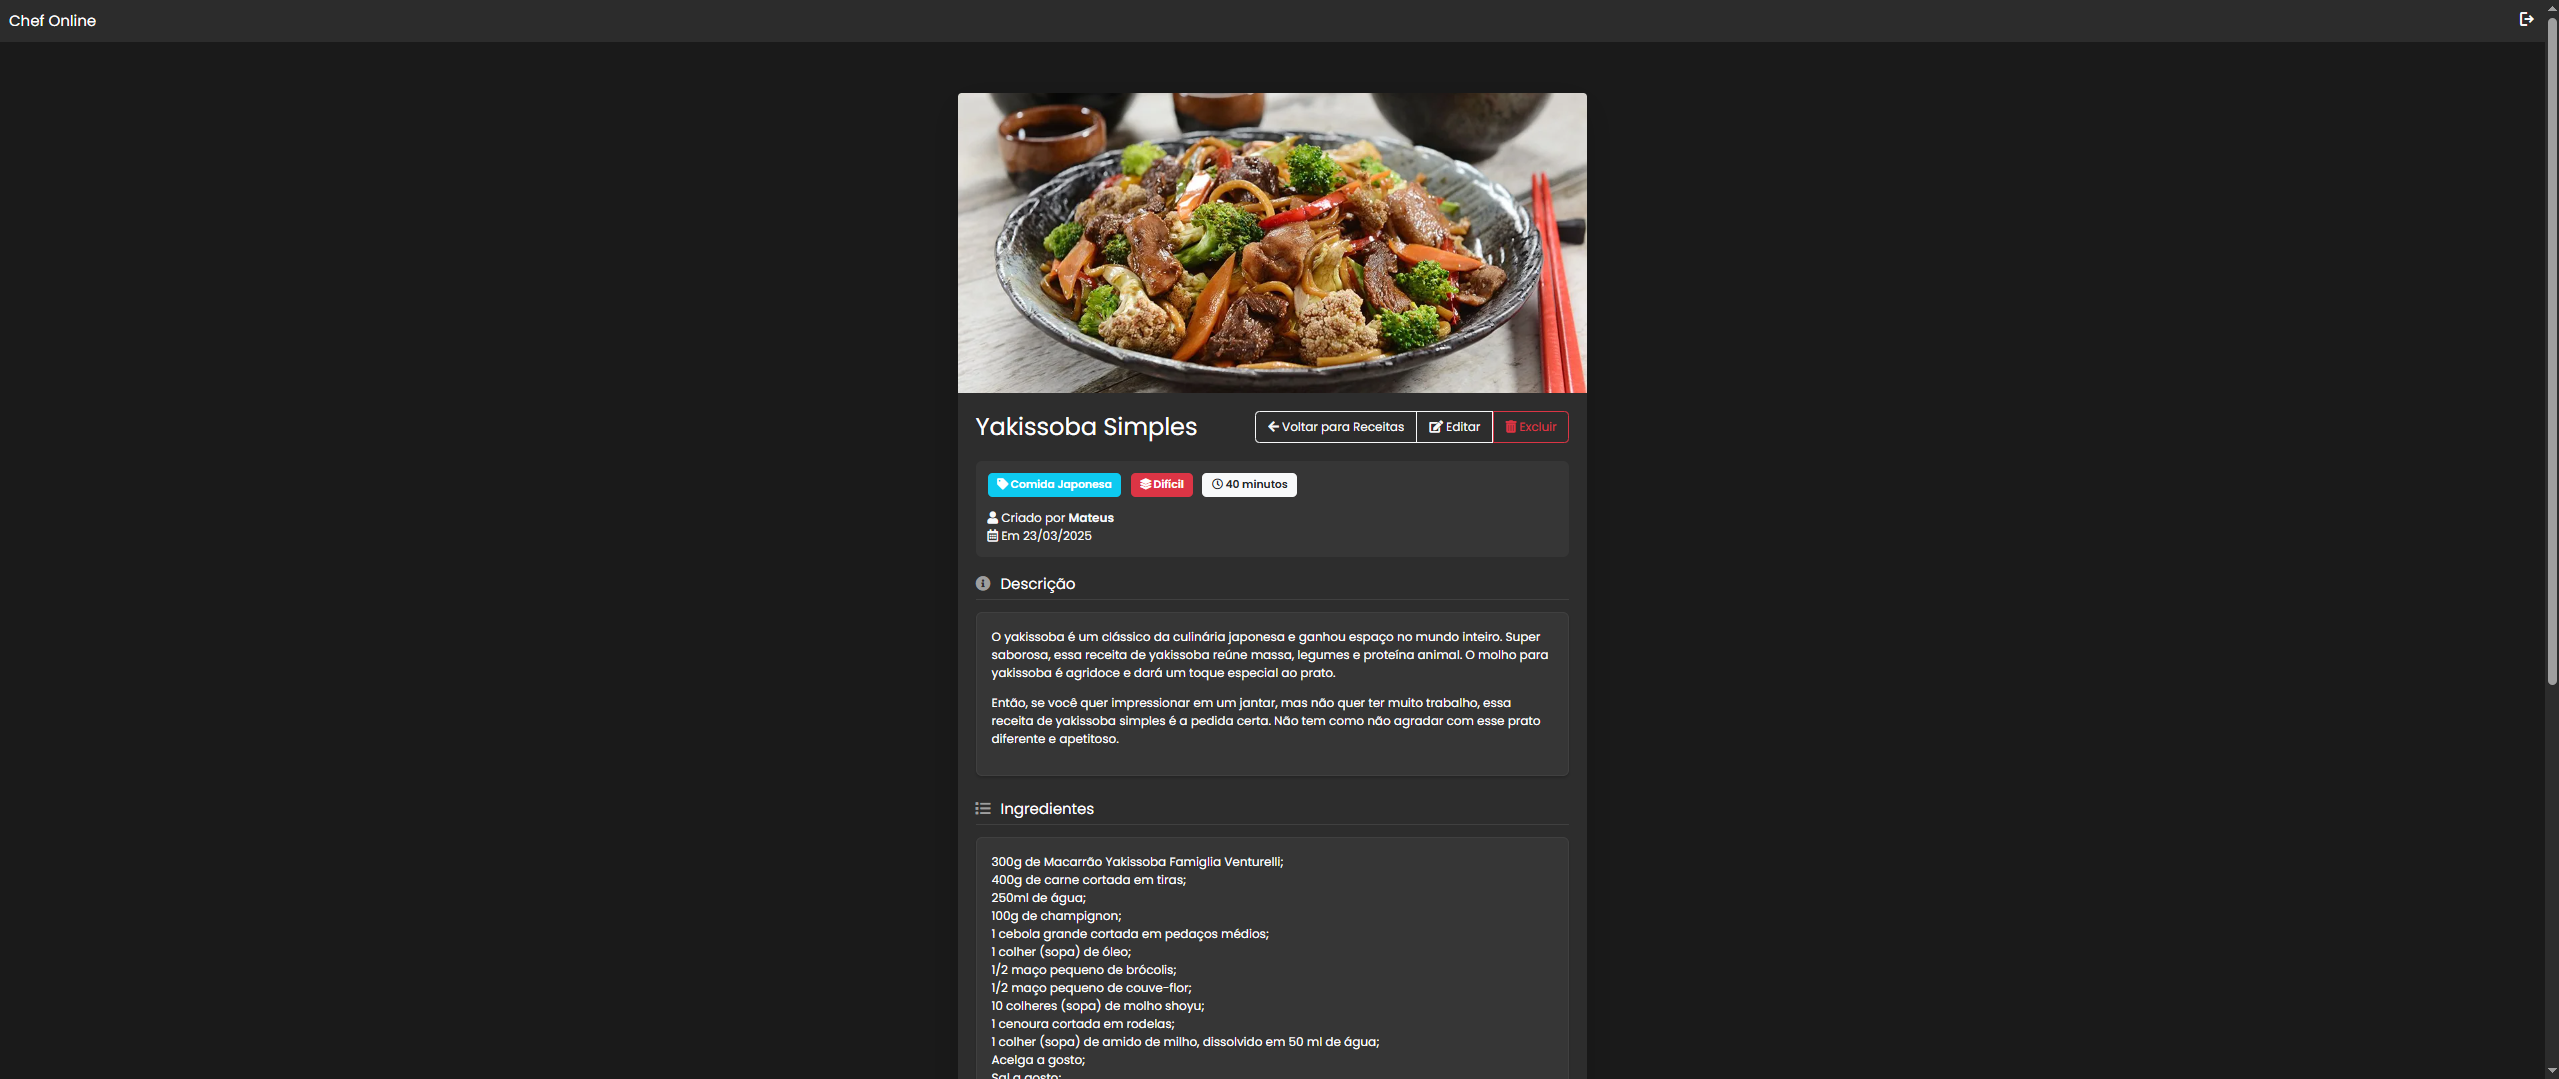 Chef Online
Yakissoba Simples
Voltar para Receitas
Editar
Excluir
Comida Japonesa
Difícil
40 minutos
Criado por Mateus
Em 23/03/2025
Descrição
O yakissoba é um clássico da culinária japonesa e ganhou espaço no mundo inteiro. Super
saborosa, essa receita de yakissoba reúne massa, legumes e proteína animal. O molho para
yakissoba é agridoce e dará um toque especial ao prato.
Então, se você quer impressionar em um jantar, mas não quer ter muito trabalho, essa
receita de yakissoba simples é a pedida certa. Não tem como não agradar com esse prato
diferente e apetitoso.
Ingredientes
300g de Macarrão Yakissoba Famiglia Venturelli;
400g de carne cortada em tiras;
250ml de água;
100g de champignon;
1 cebola grande cortada em pedaços médios;
1 colher (sopa) de óleo;
1/2 maço pequeno de brócolis;
1/2 maço pequeno de couve-flor;
10 colheres (sopa) de molho shoyu;
1 cenoura cortada em rodelas;
1 colher (sopa) de amido de milho, dissolvido em 50 ml de água;
Acelga a gosto;
Sal a gosto;